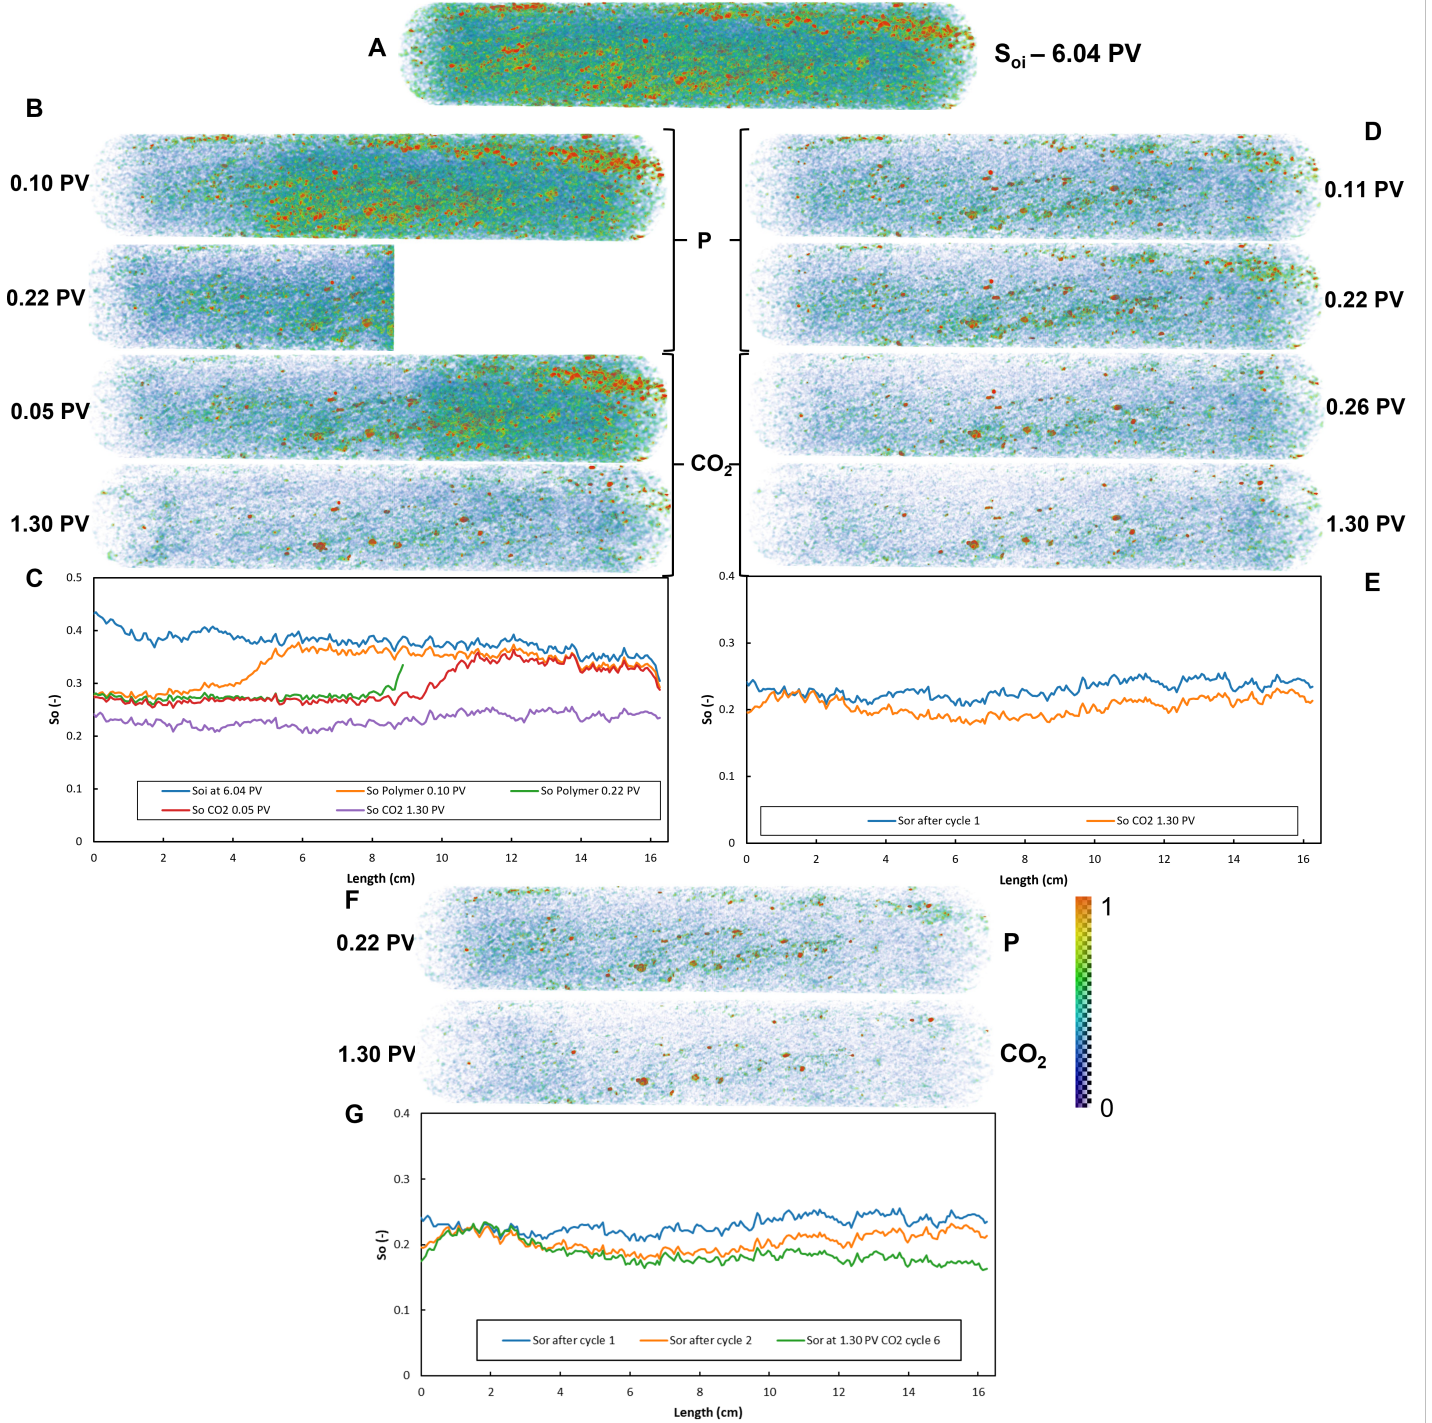 A
Soi – 6.04 PV
B
D
0.10 PV
0.11 PV
P
0.22 PV
0.22 PV
0.05 PV
0.26 PV
CO2
1.30 PV
1.30 PV
C
0.5
0.4
0.3
0.2
0.1
0
So (-)
Soi at 6.04 PV
So Polymer 0.10 PV
So Polymer 0.22 PV
So CO2 0.05 PV
So CO2 1.30 PV
0 2 4 6 8 10 12 14 16
Length (cm)
E
0.4
0.3
0.2
0.1
0
So (-)
Sor after cycle 1
So CO2 1.30 PV
0 2 4 6 8 10 12 14 16
Length (cm)
F
0.22 PV
P
1.30 PV
CO2
1
0
G
0.4
0.3
0.2
0.1
0
So (-)
Sor after cycle 1
Sor after cycle 2
Sor at 1.30 PV CO2 cycle 6
0 2 4 6 8 10 12 14 16
Length (cm)